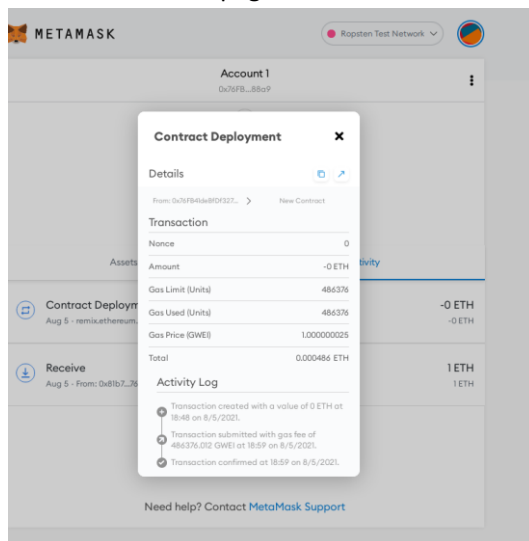 METAMASK
Ropsten Test Network
Account 1
0x76FB...88a9
Contract Deployment
Details
From: 0x76FB41de8f0f327... > New Contract
Transaction
Nonce 0
Amount -0 ETH
Gas Limit (Units) 486376
Gas Used (Units) 486376
Gas Price (GWEI) 1.000000025
Total 0.000486 ETH
Activity Log
Transaction created with a value of 0 ETH at
18:48 on 8/5/2021.
Transaction submitted with gas fee of
486376.012 GWEI at 18:59 on 8/5/2021.
Transaction confirmed at 18:59 on 8/5/2021.
Assets
Contract Deploym -0 ETH
Aug 5 · remix.ethereum. -0 ETH
Receive 1 ETH
Aug 5 · From: 0x81b7...76 1 ETH
Need help? Contact MetaMask Support